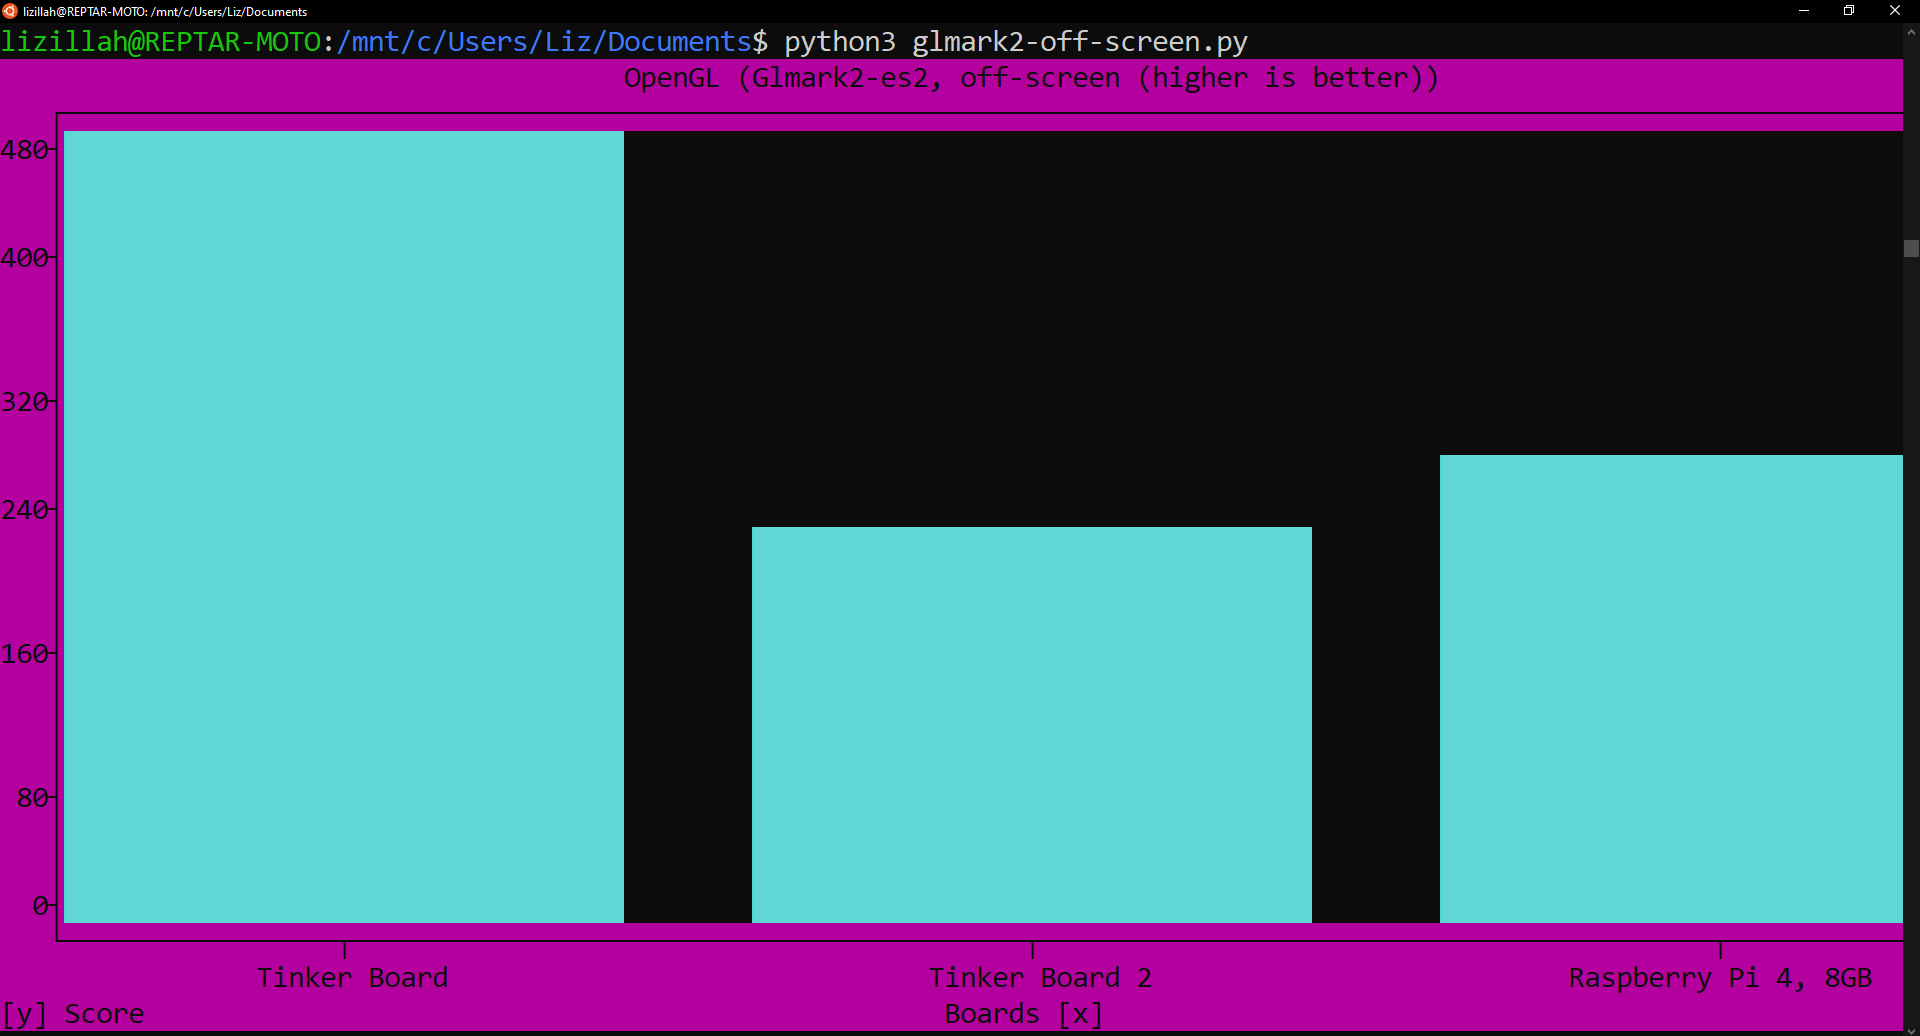 lizillah@REPTAR-MOTO: /mnt/c/Users/Liz/Documents
lizillah@REPTAR-MOTO:/mnt/c/Users/Liz/Documents$ python3 glmark2-off-screen.py
OpenGL (Glmark2-es2, off-screen (higher is better))
480
400
320
240
160
80
0
Tinker Board Tinker Board 2 Raspberry Pi 4, 8GB
[y] Score Boards [x]